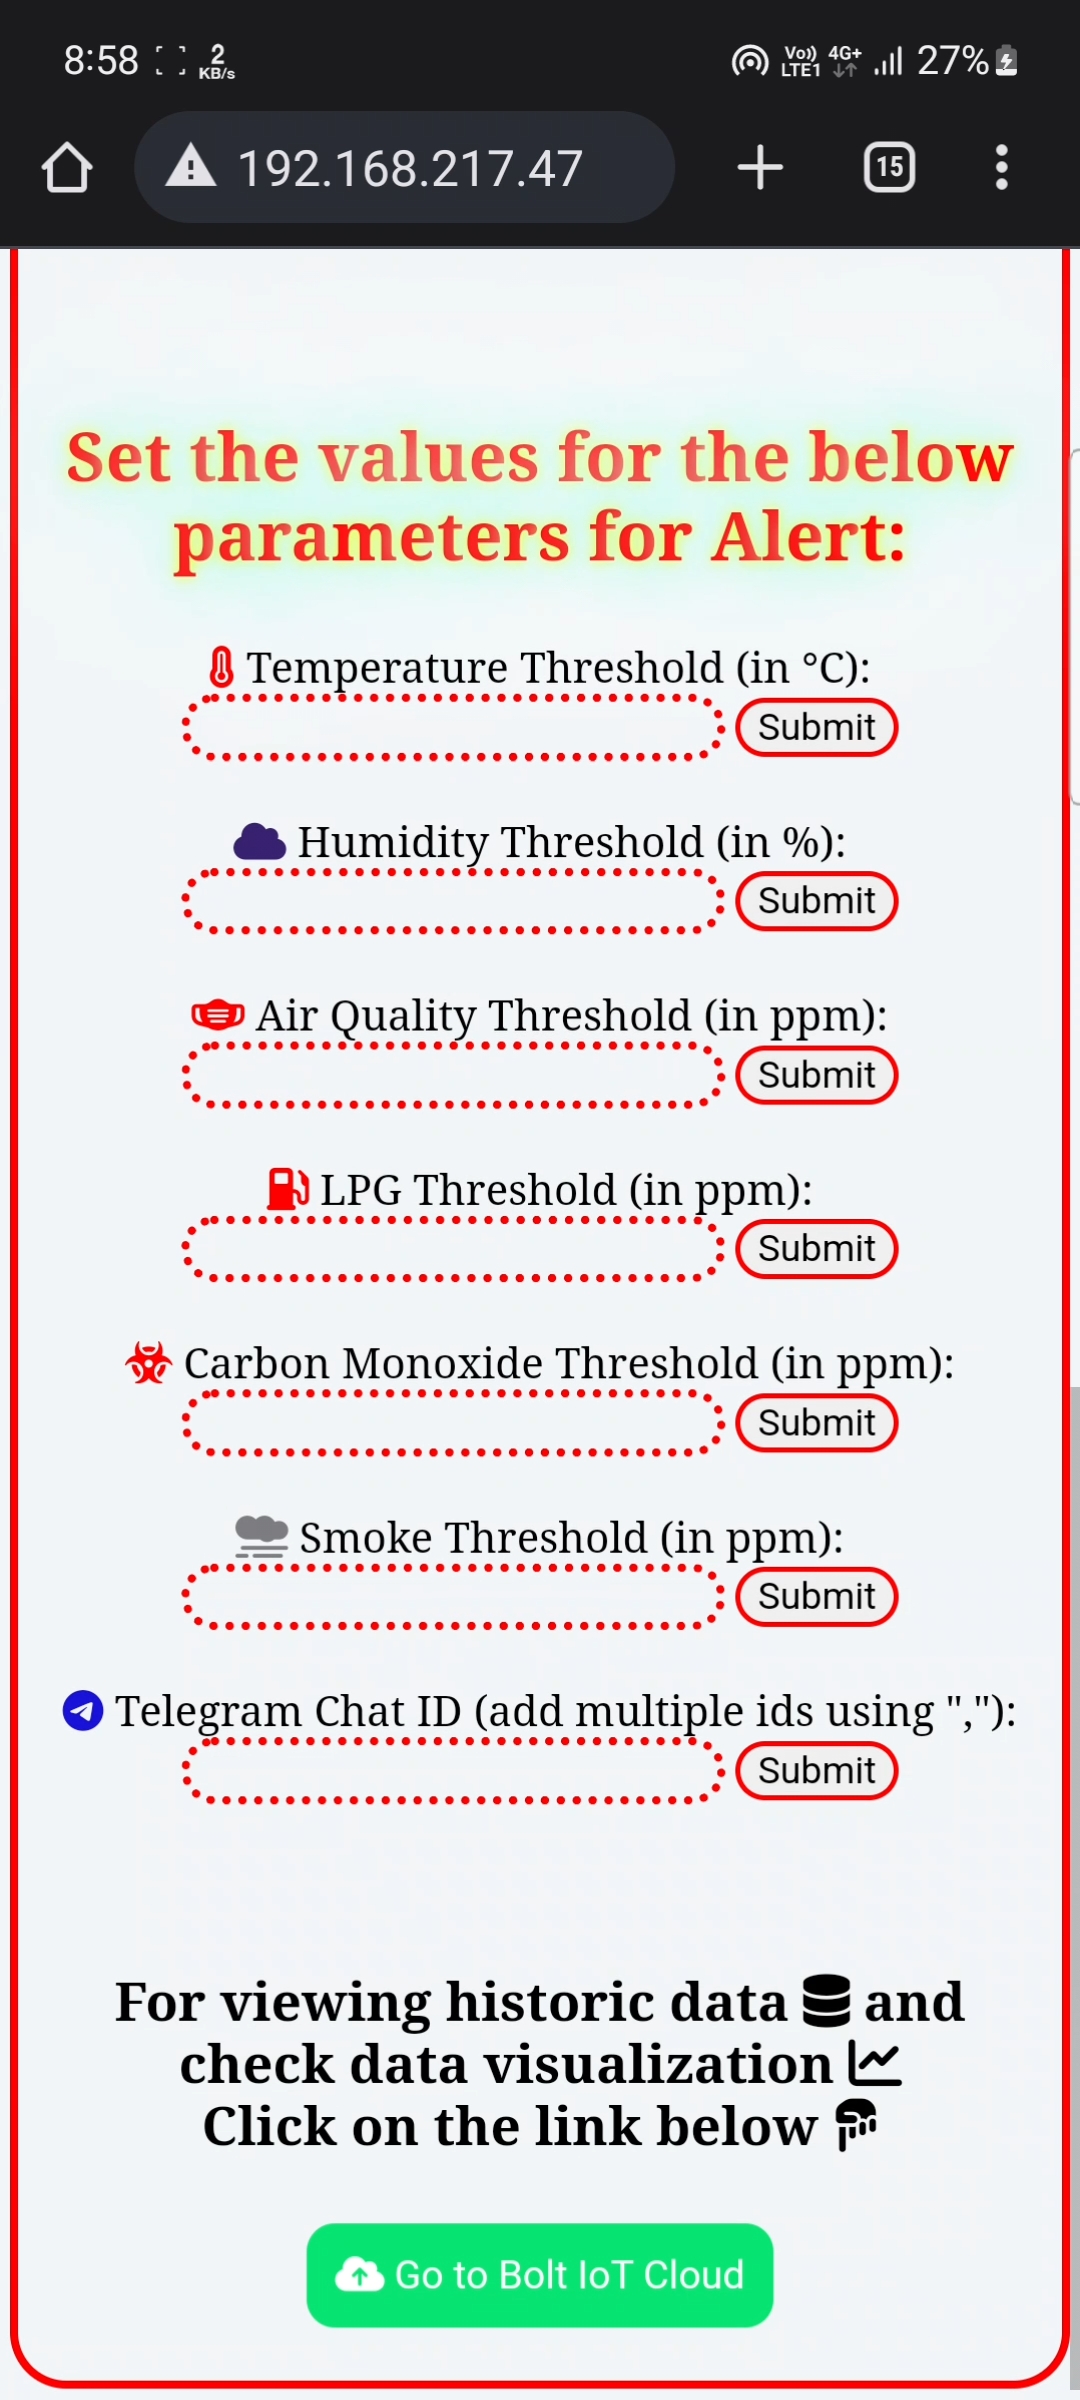 8:58 2 KB/s Vo)) LTE1 4G+ 27%
192.168.217.47 15
Set the values for the below
parameters for Alert:
Temperature Threshold (in °C):
Submit
Humidity Threshold (in %):
Submit
Air Quality Threshold (in ppm):
Submit
LPG Threshold (in ppm):
Submit
Carbon Monoxide Threshold (in ppm):
Submit
Smoke Threshold (in ppm):
Submit
Telegram Chat ID (add multiple ids using ","):
Submit
For viewing historic data and
check data visualization
Click on the link below
Go to Bolt IoT Cloud